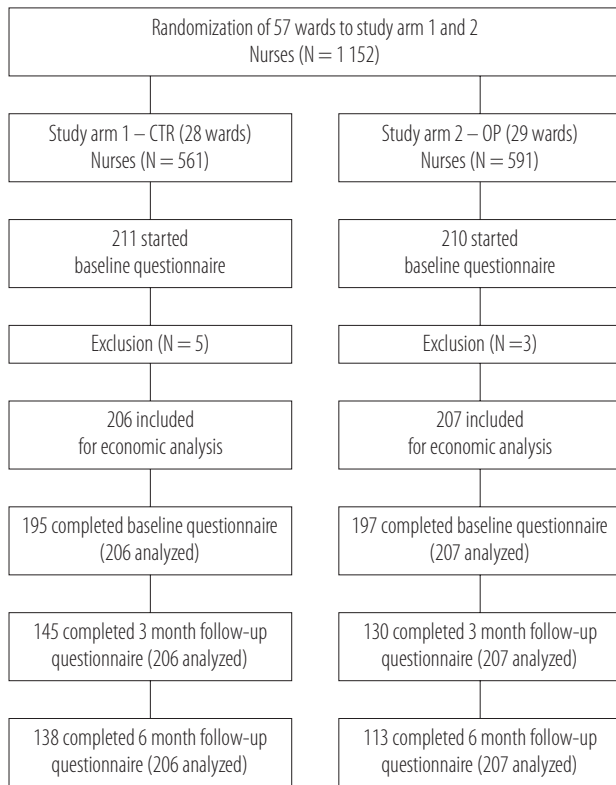 Randomization of 57 wards to study arm 1 and 2
Nurses (N = 1 152)
Study arm 1 – CTR (28 wards)
Nurses (N = 561)
Study arm 2 – OP (29 wards)
Nurses (N = 591)
211 started
baseline questionnaire
210 started
baseline questionnaire
Exclusion (N = 5)
Exclusion (N =3)
206 included
for economic analysis
207 included
for economic analysis
195 completed baseline questionnaire
(206 analyzed)
197 completed baseline questionnaire
(207 analyzed)
145 completed 3 month follow-up
questionnaire (206 analyzed)
130 completed 3 month follow-up
questionnaire (207 analyzed)
138 completed 6 month follow-up
questionnaire (206 analyzed)
113 completed 6 month follow-up
questionnaire (207 analyzed)